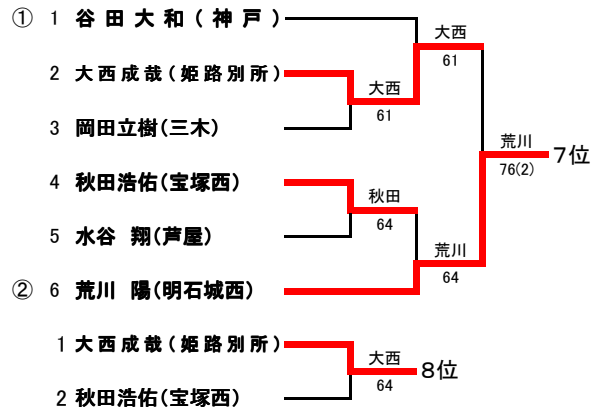 ① 1 谷田大和(神戸)
大西
61
2 大西成哉(姫路別所)
大西
61
3 岡田立樹(三木)
荒川
76(2)
7位
4 秋田浩佑(宝塚西)
秋田
64
5 水谷 翔(芦屋)
荒川
64
② 6 荒川 陽(明石城西)
1 大西成哉(姫路別所)
大西
64
8位
2 秋田浩佑(宝塚西)